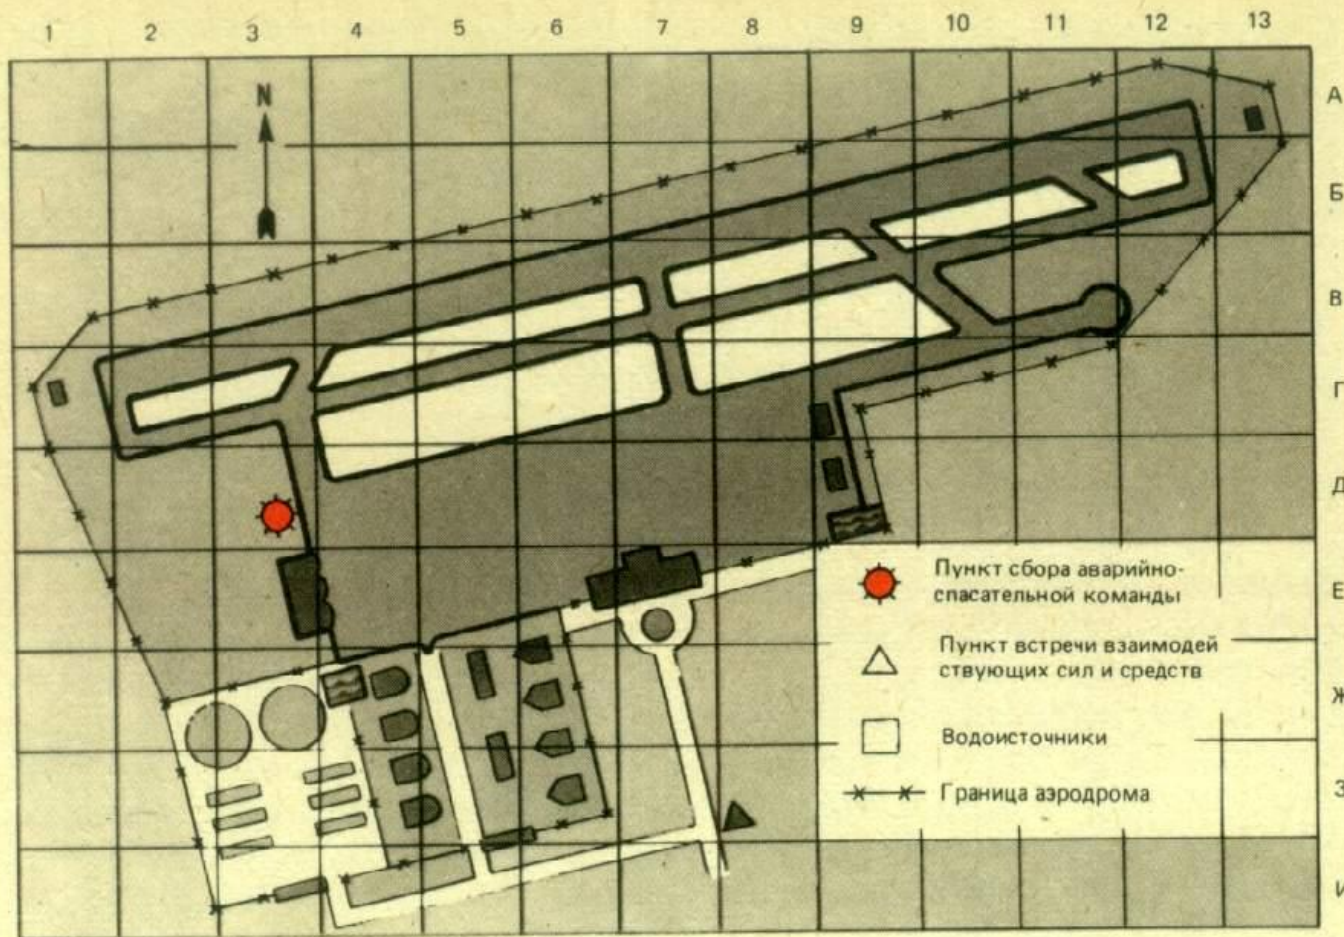 1 2 3 4 5 6 7 8 9 10 11 12 13
N
А
Б
В
Г
Д
Е
Ж
З
И
Пункт сбора аварийно-
спасательной команды
Пункт встречи взаимодей
ствующих сил и средств
Водоисточники
Граница аэродрома